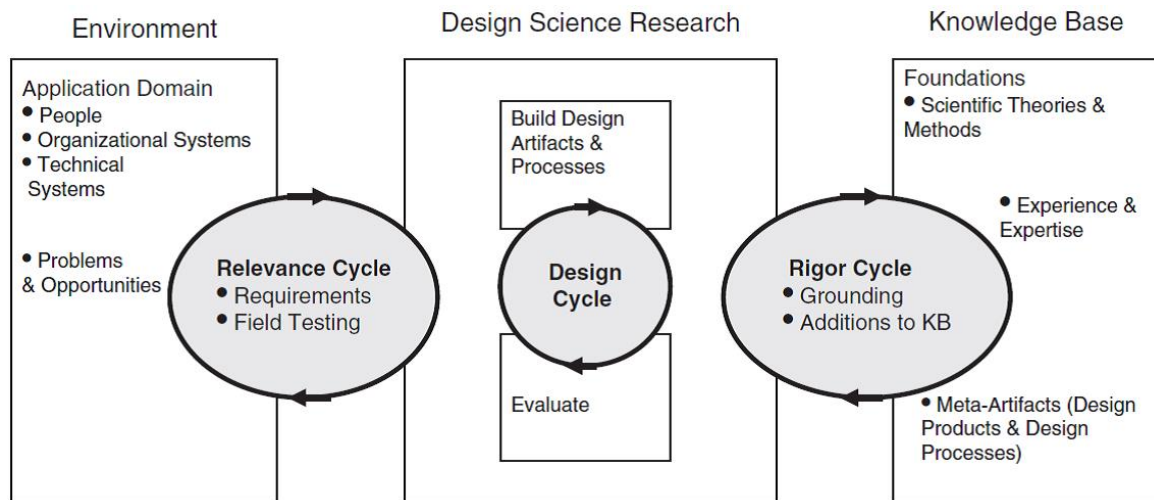 Environment
Design Science Research
Knowledge Base
Application Domain
• People
• Organizational Systems
• Technical
Systems
• Problems
& Opportunities
Relevance Cycle
• Requirements
• Field Testing
Build Design
Artifacts &
Processes
Design
Cycle
Evaluate
Rigor Cycle
• Grounding
• Additions to KB
Foundations
• Scientific Theories &
Methods
• Experience &
Expertise
• Meta-Artifacts (Design
Products & Design
Processes)